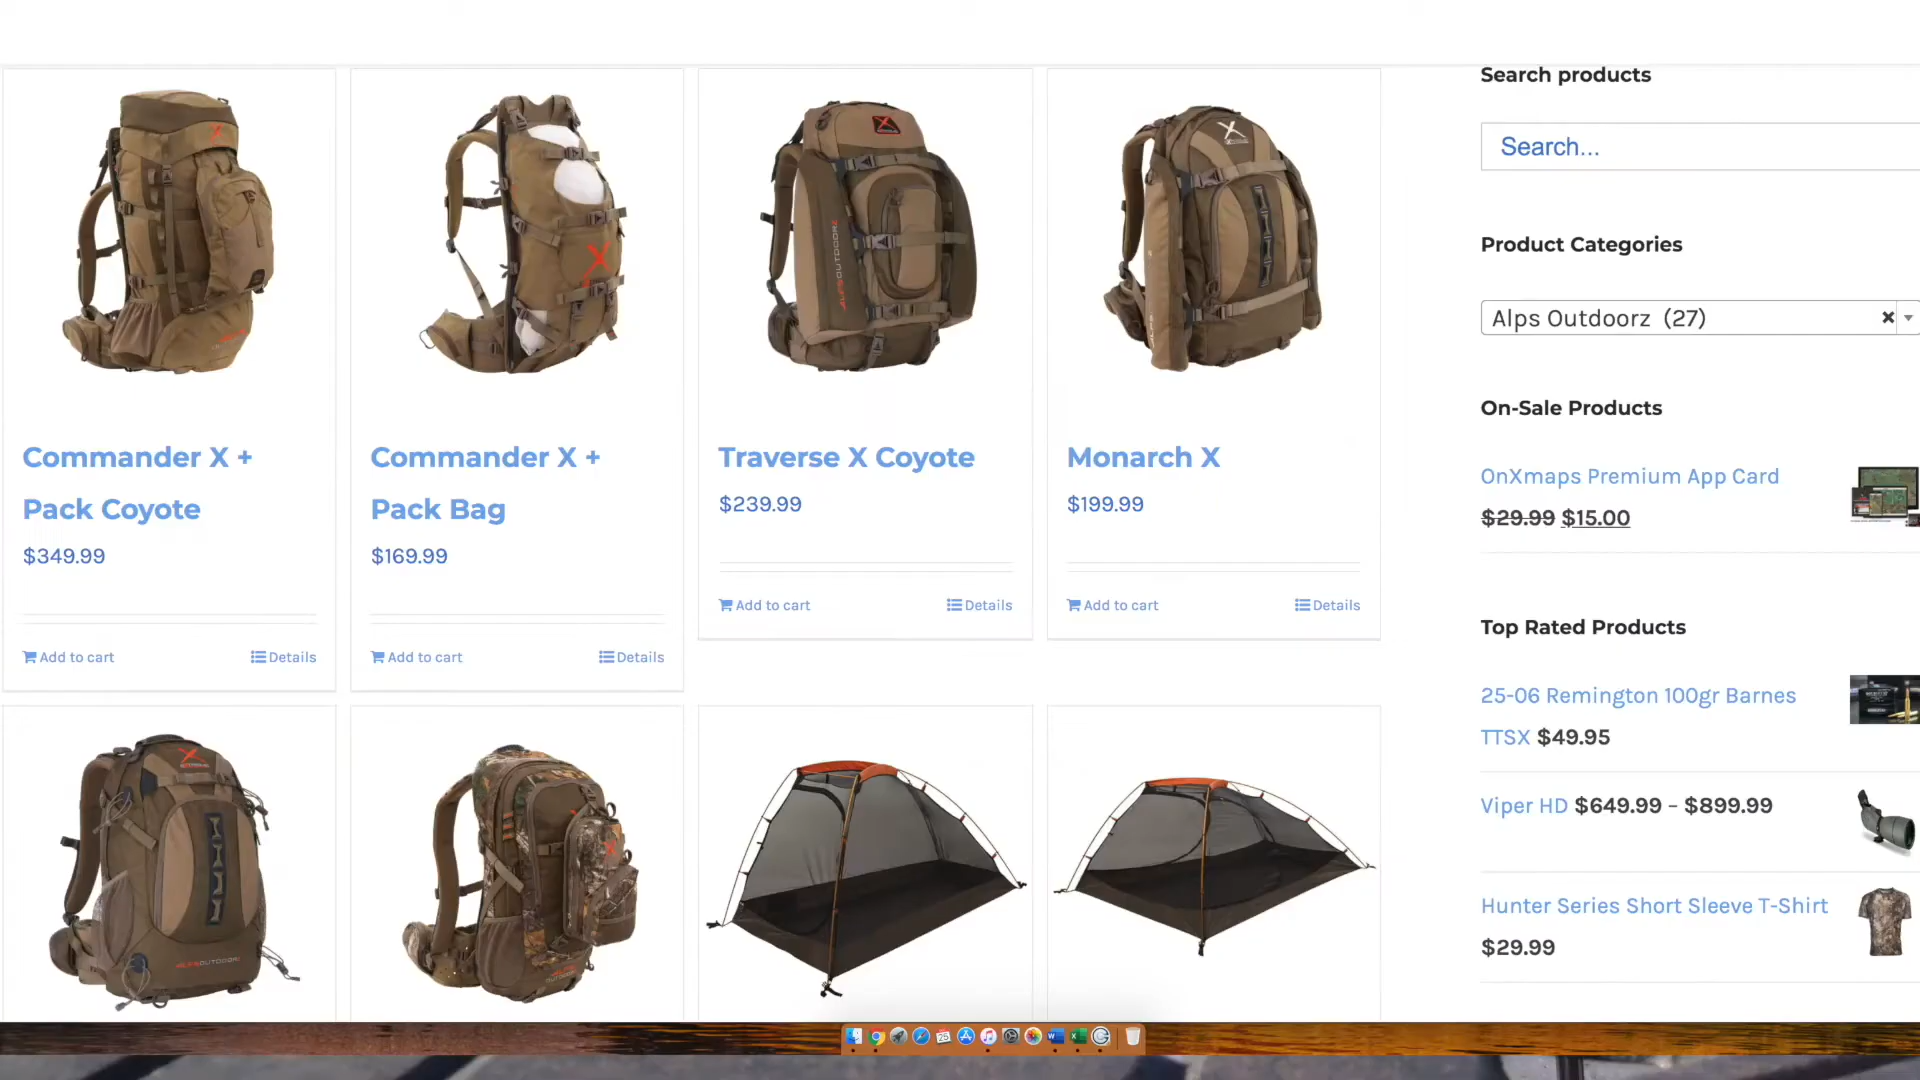 Search products
Search...
Product Categories
Alps Outdoorz (27)
On-Sale Products
OnXmaps Premium App Card
$29.99 $15.00
Top Rated Products
25-06 Remington 100gr Barnes
TTSX $49.95
Viper HD $649.99 – $899.99
Hunter Series Short Sleeve T-Shirt
$29.99
Commander X +
Pack Coyote
$349.99
Add to cart
Details
Commander X +
Pack Bag
$169.99
Add to cart
Details
Traverse X Coyote
$239.99
Add to cart
Details
Monarch X
$199.99
Add to cart
Details